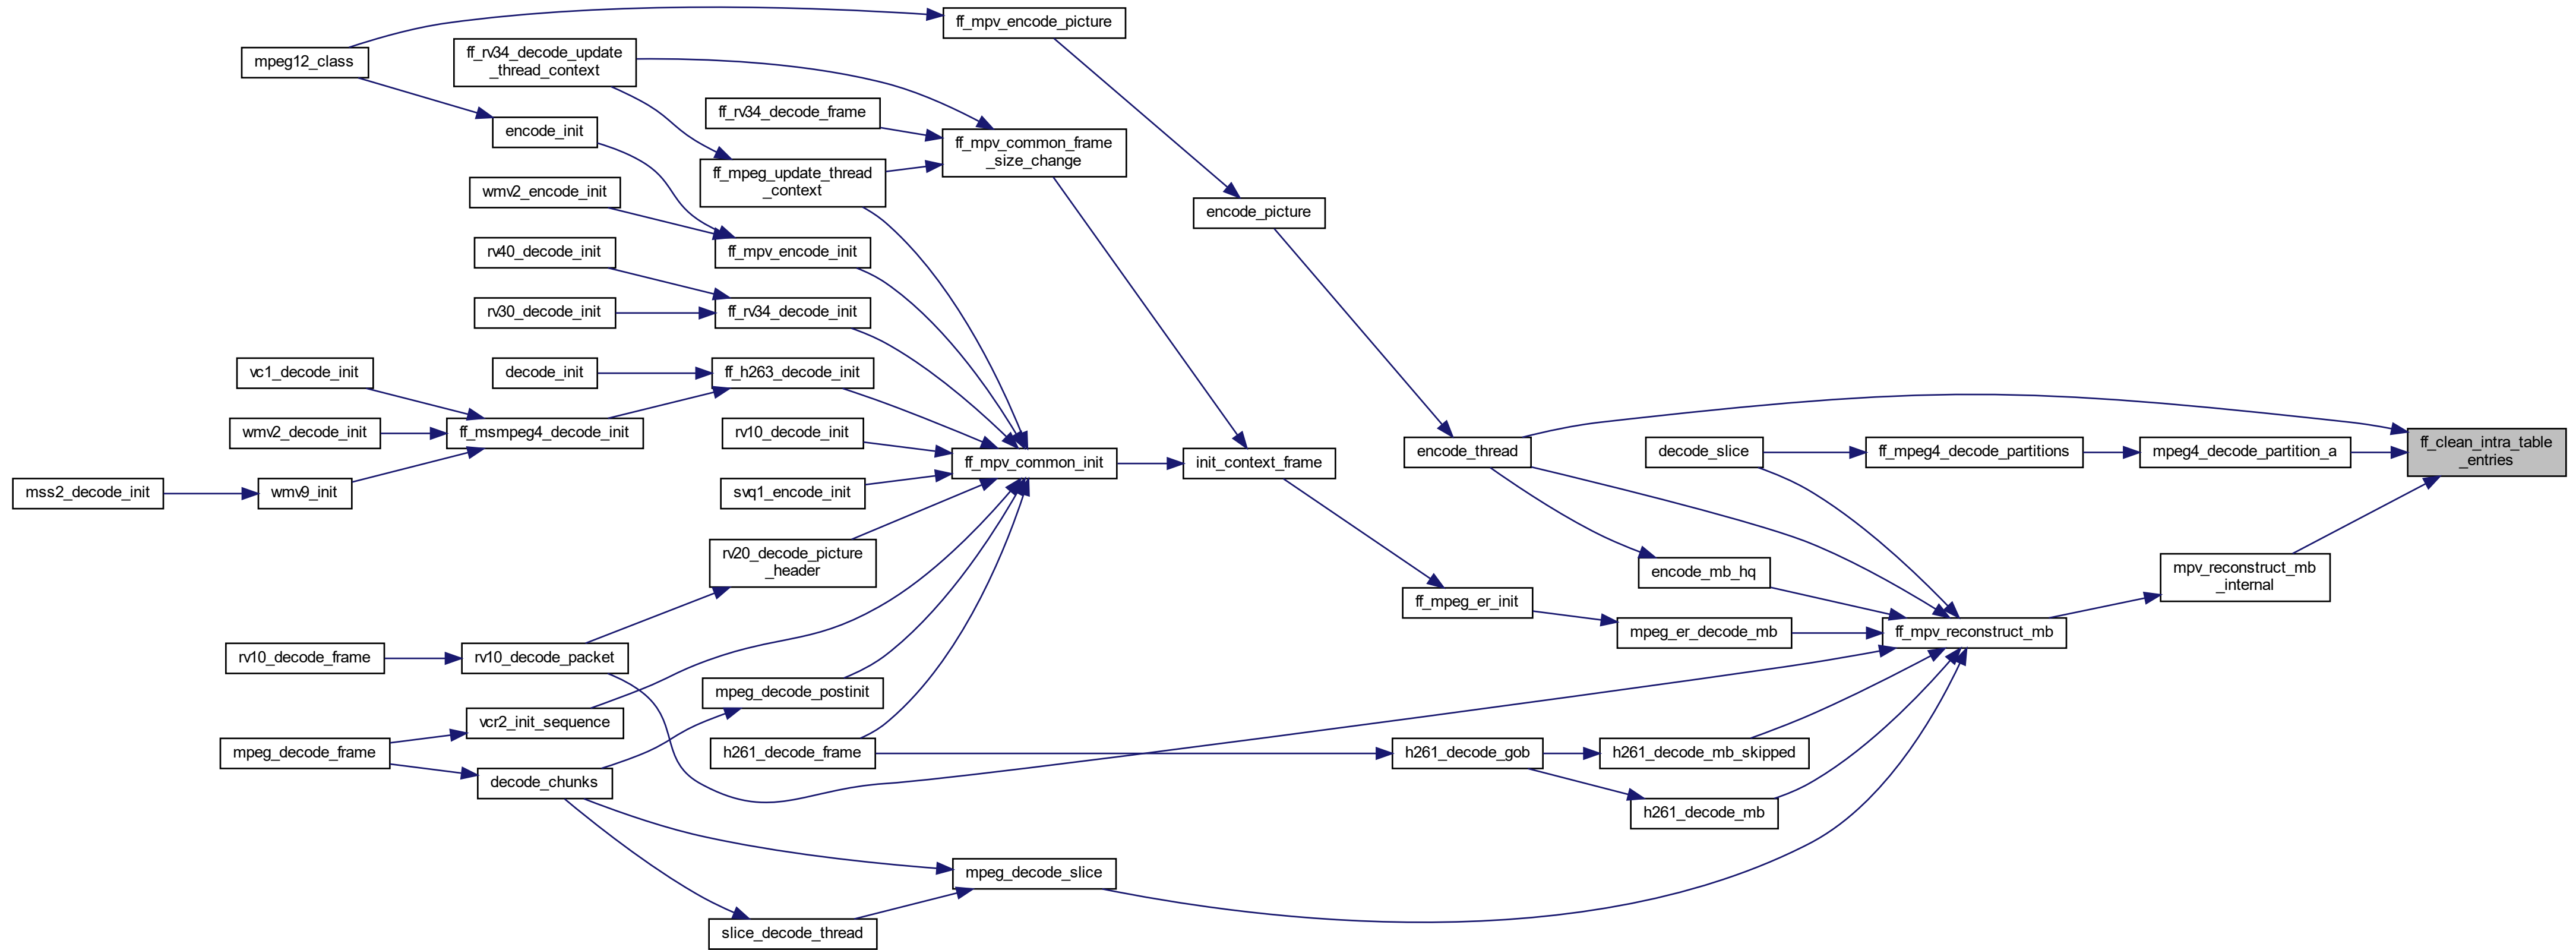 ff_mpv_encode_picture
mpeg12_class
ff_rv34_decode_update
_thread_context
ff_rv34_decode_frame
encode_init
ff_mpv_common_frame
_size_change
ff_mpeg_update_thread
_context
wmv2_encode_init
encode_picture
rv40_decode_init
ff_mpv_encode_init
rv30_decode_init
ff_rv34_decode_init
vc1_decode_init
decode_init
ff_h263_decode_init
wmv2_decode_init
ff_msmpeg4_decode_init
rv10_decode_init
ff_mpv_common_init
init_context_frame
encode_thread
decode_slice
ff_mpeg4_decode_partitions
mpeg4_decode_partition_a
ff_clean_intra_table
_entries
mss2_decode_init
wmv9_init
svq1_encode_init
rv20_decode_picture
_header
encode_mb_hq
mpv_reconstruct_mb
_internal
ff_mpeg_er_init
mpeg_er_decode_mb
ff_mpv_reconstruct_mb
rv10_decode_frame
rv10_decode_packet
mpeg_decode_postinit
vcr2_init_sequence
mpeg_decode_frame
h261_decode_frame
h261_decode_gob
h261_decode_mb_skipped
decode_chunks
h261_decode_mb
mpeg_decode_slice
slice_decode_thread